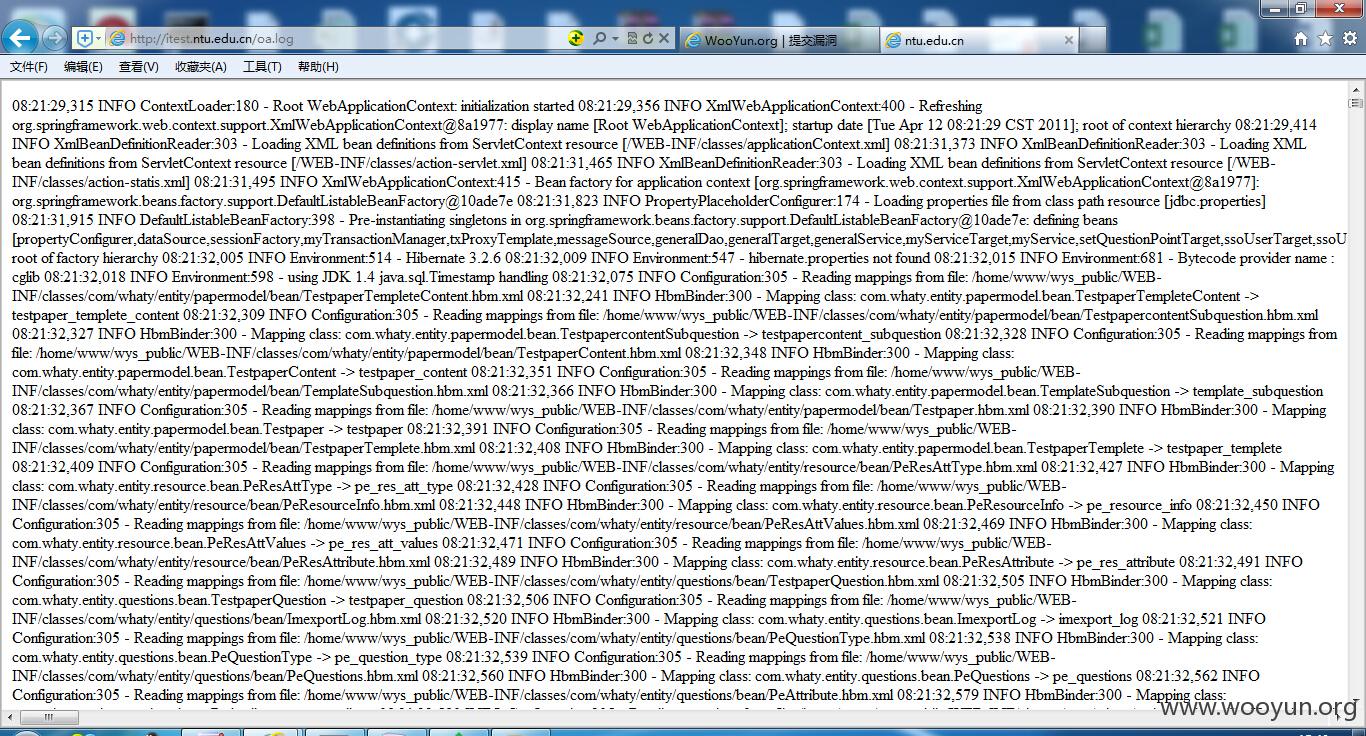 http://itest.ntu.edu.cn/oa.log
WooYun.org | 提交漏洞
ntu.edu.cn
文件(F) 编辑(E) 查看(V) 收藏夹(A) 工具(T) 帮助(H)
08:21:29,315 INFO ContextLoader:180 - Root WebApplicationContext: initialization started 08:21:29,356 INFO XmlWebApplicationContext:400 - Refreshing
org.springframework.web.context.support.XmlWebApplicationContext@8a1977: display name [Root WebApplicationContext]; startup date [Tue Apr 12 08:21:29 CST 2011]; root of context hierarchy 08:21:29,414
INFO XmlBeanDefinitionReader:303 - Loading XML bean definitions from ServletContext resource [/WEB-INF/classes/applicationContext.xml] 08:21:31,373 INFO XmlBeanDefinitionReader:303 - Loading XML
bean definitions from ServletContext resource [/WEB-INF/classes/action-servlet.xml] 08:21:31,465 INFO XmlBeanDefinitionReader:303 - Loading XML bean definitions from ServletContext resource [/WEB-
INF/classes/action-statis.xml] 08:21:31,495 INFO XmlWebApplicationContext:415 - Bean factory for application context [org.springframework.web.context.support.XmlWebApplicationContext@8a1977]:
org.springframework.beans.factory.support.DefaultListableBeanFactory@10ade7e 08:21:31,823 INFO PropertyPlaceholderConfigurer:174 - Loading properties file from class path resource [jdbc.properties]
08:21:31,915 INFO DefaultListableBeanFactory:398 - Pre-instantiating singletons in org.springframework.beans.factory.support.DefaultListableBeanFactory@10ade7e: defining beans
[propertyConfigurer,dataSource,sessionFactory,myTransactionManager,txProxyTemplate,messageSource,generalDao,generalTarget,generalService,myServiceTarget,myService,setQuestionPointTarget,ssoUserTarget,ssoU
root of factory hierarchy 08:21:32,005 INFO Environment:514 - Hibernate 3.2.6 08:21:32,009 INFO Environment:547 - hibernate.properties not found 08:21:32,015 INFO Environment:681 - Bytecode provider name :
cglib 08:21:32,018 INFO Environment:598 - using JDK 1.4 java.sql.Timestamp handling 08:21:32,075 INFO Configuration:305 - Reading mappings from file: /home/www/wys_public/WEB-
INF/classes/com/whaty/entity/papermodel/bean/TestpaperTempleteContent.hbm.xml 08:21:32,241 INFO HbmBinder:300 - Mapping class: com.whaty.entity.papermodel.bean.TestpaperTempleteContent ->
testpaper_templete_content 08:21:32,309 INFO Configuration:305 - Reading mappings from file: /home/www/wys_public/WEB-INF/classes/com/whaty/entity/papermodel/bean/TestpapercontentSubquestion.hbm.xml
08:21:32,327 INFO HbmBinder:300 - Mapping class: com.whaty.entity.papermodel.bean.TestpapercontentSubquestion -> testpapercontent_subquestion 08:21:32,328 INFO Configuration:305 - Reading mappings from
file: /home/www/wys_public/WEB-INF/classes/com/whaty/entity/papermodel/bean/TestpaperContent.hbm.xml 08:21:32,348 INFO HbmBinder:300 - Mapping class:
com.whaty.entity.papermodel.bean.TestpaperContent -> testpaper_content 08:21:32,351 INFO Configuration:305 - Reading mappings from file: /home/www/wys_public/WEB-
INF/classes/com/whaty/entity/papermodel/bean/TemplateSubquestion.hbm.xml 08:21:32,366 INFO HbmBinder:300 - Mapping class: com.whaty.entity.papermodel.bean.TemplateSubquestion -> template_subquestion
08:21:32,367 INFO Configuration:305 - Reading mappings from file: /home/www/wys_public/WEB-INF/classes/com/whaty/entity/papermodel/bean/Testpaper.hbm.xml 08:21:32,390 INFO HbmBinder:300 - Mapping
class: com.whaty.entity.papermodel.bean.Testpaper -> testpaper 08:21:32,391 INFO Configuration:305 - Reading mappings from file: /home/www/wys_public/WEB-
INF/classes/com/whaty/entity/papermodel/bean/TestpaperTemplete.hbm.xml 08:21:32,408 INFO HbmBinder:300 - Mapping class: com.whaty.entity.papermodel.bean.TestpaperTemplete -> testpaper_templete
08:21:32,409 INFO Configuration:305 - Reading mappings from file: /home/www/wys_public/WEB-INF/classes/com/whaty/entity/resource/bean/PeResAttType.hbm.xml 08:21:32,427 INFO HbmBinder:300 - Mapping
class: com.whaty.entity.resource.bean.PeResAttType -> pe_res_att_type 08:21:32,428 INFO Configuration:305 - Reading mappings from file: /home/www/wys_public/WEB-
INF/classes/com/whaty/entity/resource/bean/PeResourceInfo.hbm.xml 08:21:32,448 INFO HbmBinder:300 - Mapping class: com.whaty.entity.resource.bean.PeResourceInfo -> pe_resource_info 08:21:32,450 INFO
Configuration:305 - Reading mappings from file: /home/www/wys_public/WEB-INF/classes/com/whaty/entity/resource/bean/PeResAttValues.hbm.xml 08:21:32,469 INFO HbmBinder:300 - Mapping class:
com.whaty.entity.resource.bean.PeResAttValues -> pe_res_att_values 08:21:32,471 INFO Configuration:305 - Reading mappings from file: /home/www/wys_public/WEB-
INF/classes/com/whaty/entity/resource/bean/PeResAttribute.hbm.xml 08:21:32,489 INFO HbmBinder:300 - Mapping class: com.whaty.entity.resource.bean.PeResAttribute -> pe_res_attribute 08:21:32,491 INFO
Configuration:305 - Reading mappings from file: /home/www/wys_public/WEB-INF/classes/com/whaty/entity/questions/bean/TestpaperQuestion.hbm.xml 08:21:32,505 INFO HbmBinder:300 - Mapping class:
com.whaty.entity.questions.bean.TestpaperQuestion -> testpaper_question 08:21:32,506 INFO Configuration:305 - Reading mappings from file: /home/www/wys_public/WEB-
INF/classes/com/whaty/entity/questions/bean/ImexportLog.hbm.xml 08:21:32,520 INFO HbmBinder:300 - Mapping class: com.whaty.entity.questions.bean.ImexportLog -> imexport_log 08:21:32,521 INFO
Configuration:305 - Reading mappings from file: /home/www/wys_public/WEB-INF/classes/com/whaty/entity/questions/bean/PeQuestionType.hbm.xml 08:21:32,538 INFO HbmBinder:300 - Mapping class:
com.whaty.entity.questions.bean.PeQuestionType -> pe_question_type 08:21:32,539 INFO Configuration:305 - Reading mappings from file: /home/www/wys_public/WEB-
INF/classes/com/whaty/entity/questions/bean/PeQuestions.hbm.xml 08:21:32,560 INFO HbmBinder:300 - Mapping class: com.whaty.entity.questions.bean.PeQuestions -> pe_questions 08:21:32,562 INFO
Configuration:305 - Reading mappings from file: /home/www/wys_public/WEB-INF/classes/com/whaty/entity/questions/bean/PeAttribute.hbm.xml 08:21:32,579 INFO HbmBinder:300 - Mapping class:
www.wooyun.org